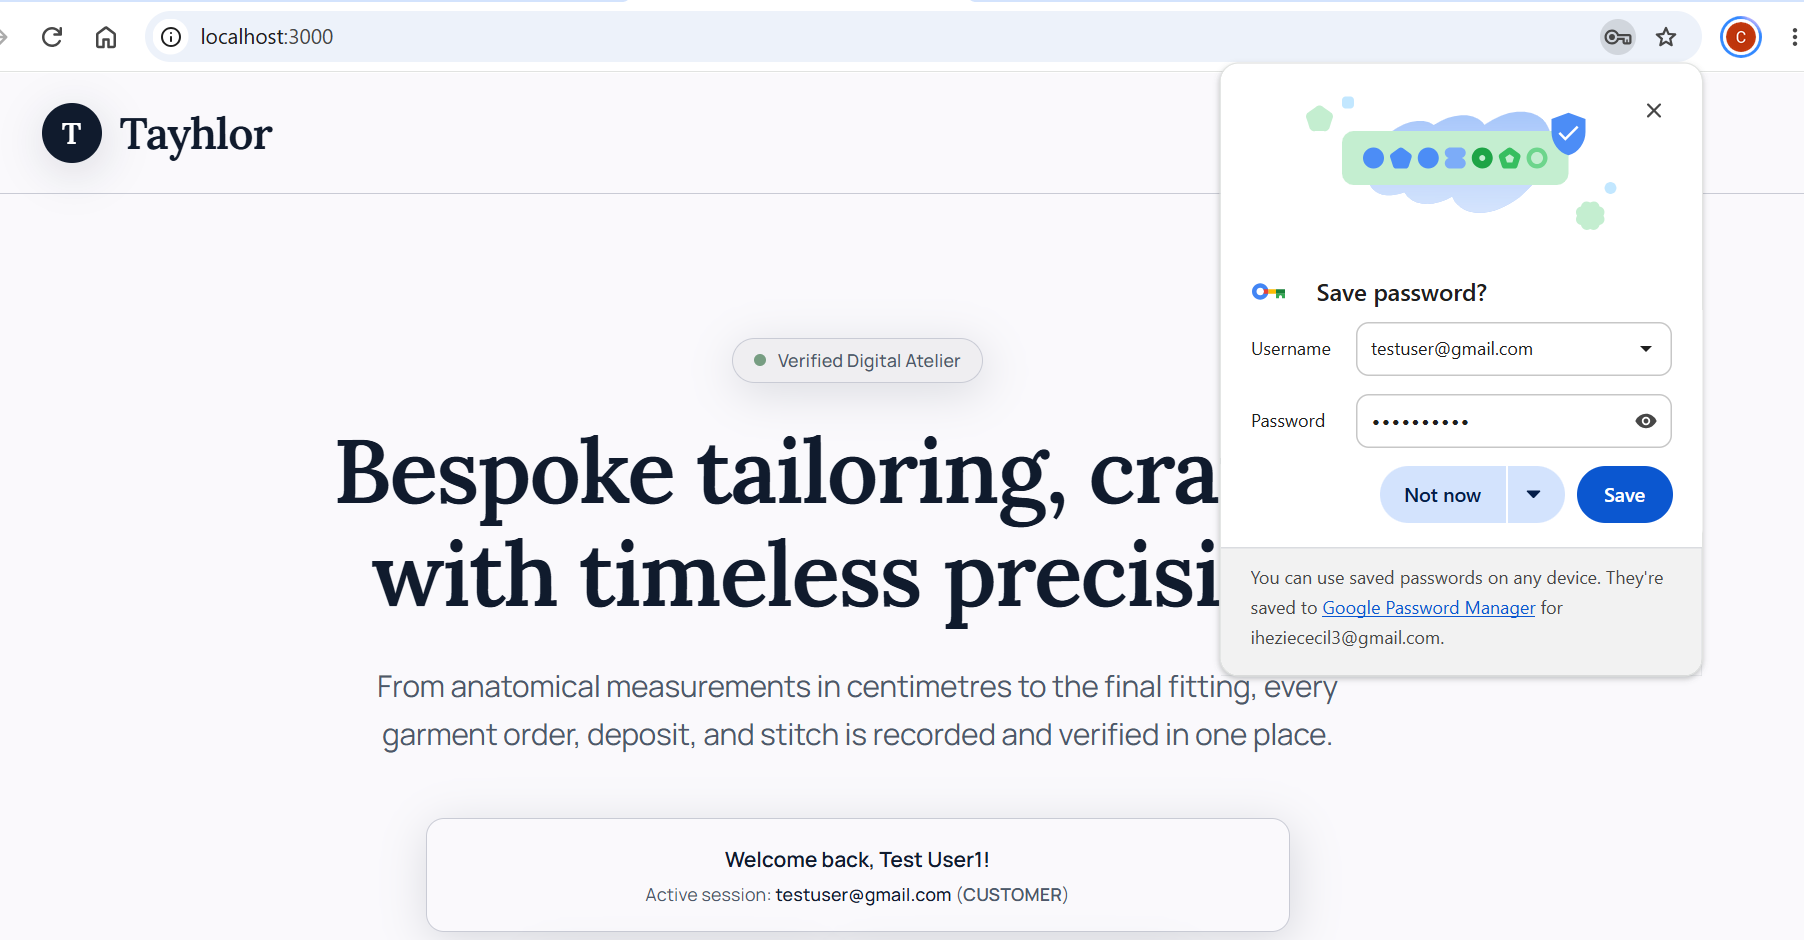 localhost:3000
C
T Tayhlor
Verified Digital Atelier
Bespoke tailoring, cra
with timeless precisi
From anatomical measurements in centimetres to the final fitting, every
garment order, deposit, and stitch is recorded and verified in one place.
Welcome back, Test User1!
Active session: testuser@gmail.com (CUSTOMER)
Save password?
Username testuser@gmail.com
Password ••••••••••
Not now Save
You can use saved passwords on any device. They're
saved to Google Password Manager for
iheziececil3@gmail.com.